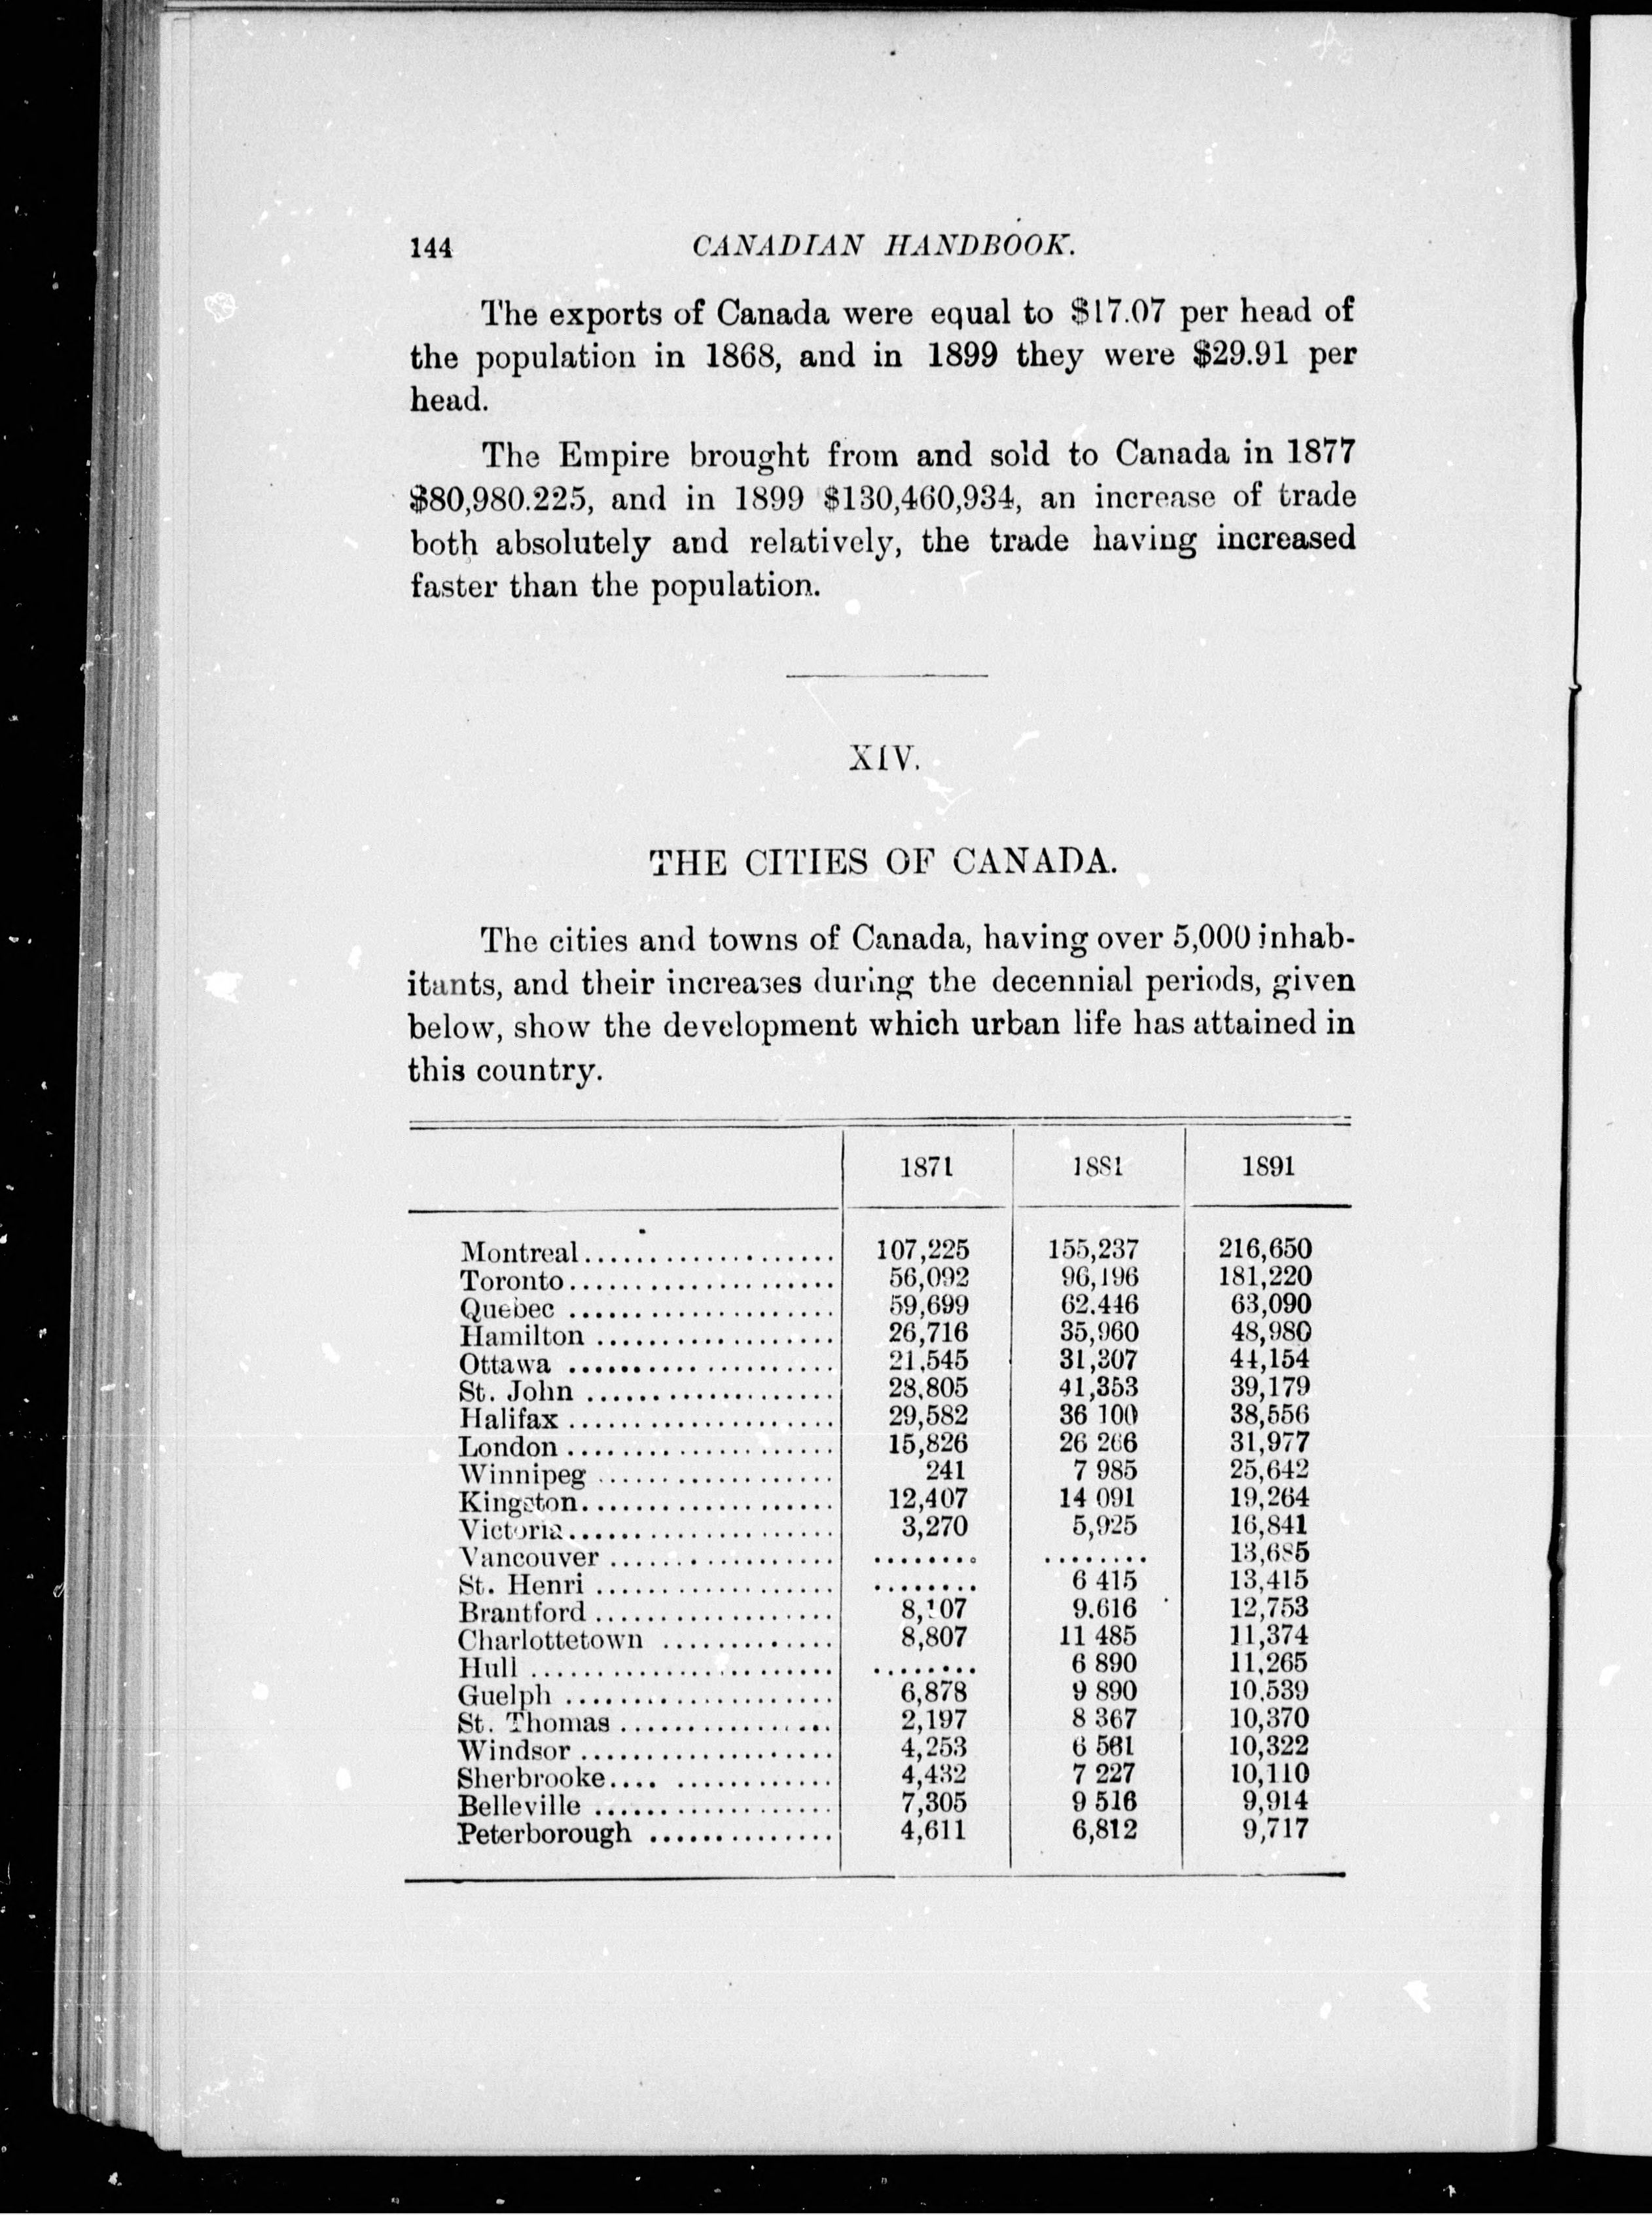 144 CANADIAN HANDBOOK.
The exports of Canada were equal to $17.07 per head of
the population in 1868, and in 1899 they were $29.91 per
head.
The Empire brought from and sold to Canada in 1877
$80,980.225, and in 1899 $130,460,934, an increase of trade
both absolutely and relatively, the trade having increased
faster than the population.
XIV.
THE CITIES OF CANADA.
The cities and towns of Canada, having over 5,000 inhab-
itants, and their increases during the decennial periods, given
below, show the development which urban life has attained in
this country.
1871 1881 1891
Montreal.................... 107,225 155,237 216,650
Toronto..................... 56,092 96,196 181,220
Quebec ..................... 59,699 62.446 63,090
Hamilton ................... 26,716 35,960 48,980
Ottawa ..................... 21,545 31,307 44,154
St. John ................... 28,805 41,353 39,179
Halifax ..................... 29,582 36 100 38,556
London ..................... 15,826 26 266 31,977
Winnipeg .................. 241 7 985 25,642
Kingston.................... 12,407 14 091 19,264
Victoria..................... 3,270 5,925 16,841
Vancouver ................. ........ ........ 13,685
St. Henri ................... ........ 6 415 13,415
Brantford ................... 8,107 9.616 12,753
Charlottetown ............. 8,807 11 485 11,374
Hull ....................... ........ 6 890 11,265
Guelph ..................... 6,878 9 890 10,539
St. Thomas ................ 2,197 8 367 10,370
Windsor .................... 4,253 6 561 10,322
Sherbrooke.... ............ 4,432 7 227 10,110
Belleville ................... 7,305 9 516 9,914
Peterborough .............. 4,611 6,812 9,717